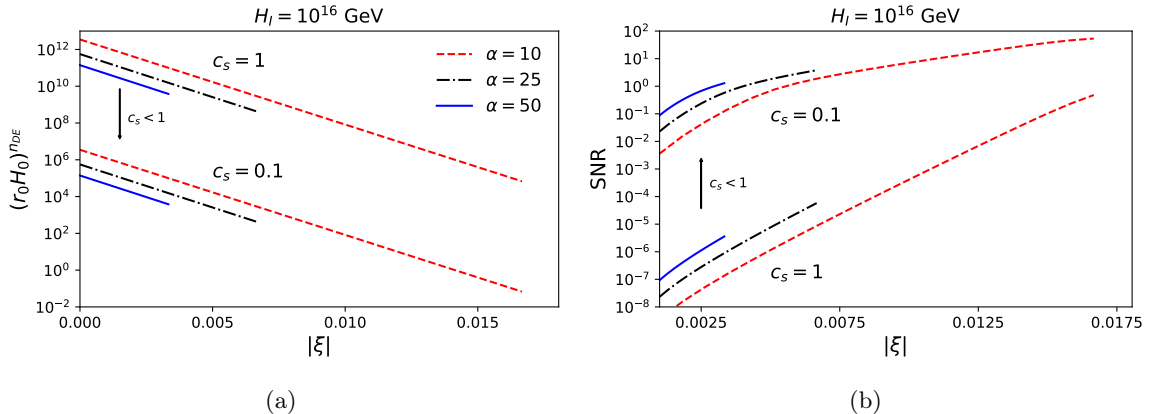 H_I = 10^16 GeV
(r_0 H_0)^{n_DE}
10^12
10^10
10^8
10^6
10^4
10^2
10^0
10^−2
c_s = 1
c_s < 1
c_s = 0.1
α = 10
α = 25
α = 50
0.000
0.005
0.010
0.015
|ξ|
(a)
H_I = 10^16 GeV
SNR
10^2
10^1
10^0
10^−1
10^−2
10^−3
10^−4
10^−5
10^−6
10^−7
10^−8
c_s = 0.1
c_s < 1
c_s = 1
0.0025
0.0075
0.0125
0.0175
|ξ|
(b)